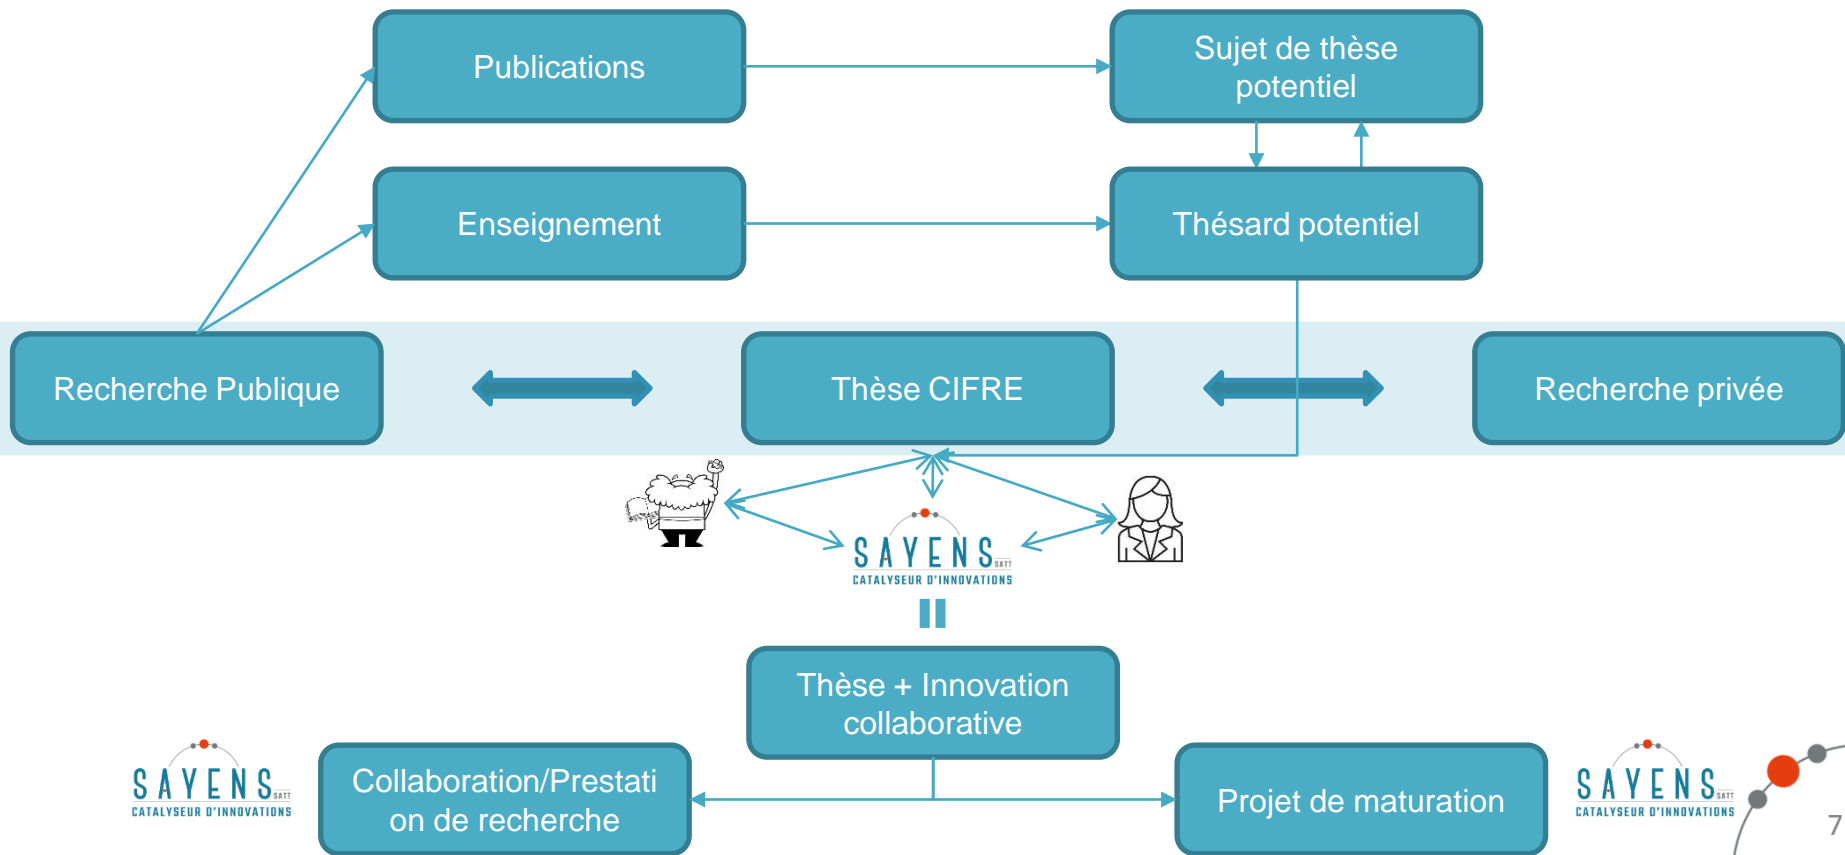 Publications
Sujet de thèse
potentiel
Enseignement
Thésard potentiel
Recherche Publique
Thèse CIFRE
Recherche privée
SAYENS SATT
CATALYSEUR D'INNOVATIONS
Thèse + Innovation
collaborative
SAYENS SATT
CATALYSEUR D'INNOVATIONS
Collaboration/Prestati
on de recherche
Projet de maturation
SAYENS SATT
CATALYSEUR D'INNOVATIONS
7